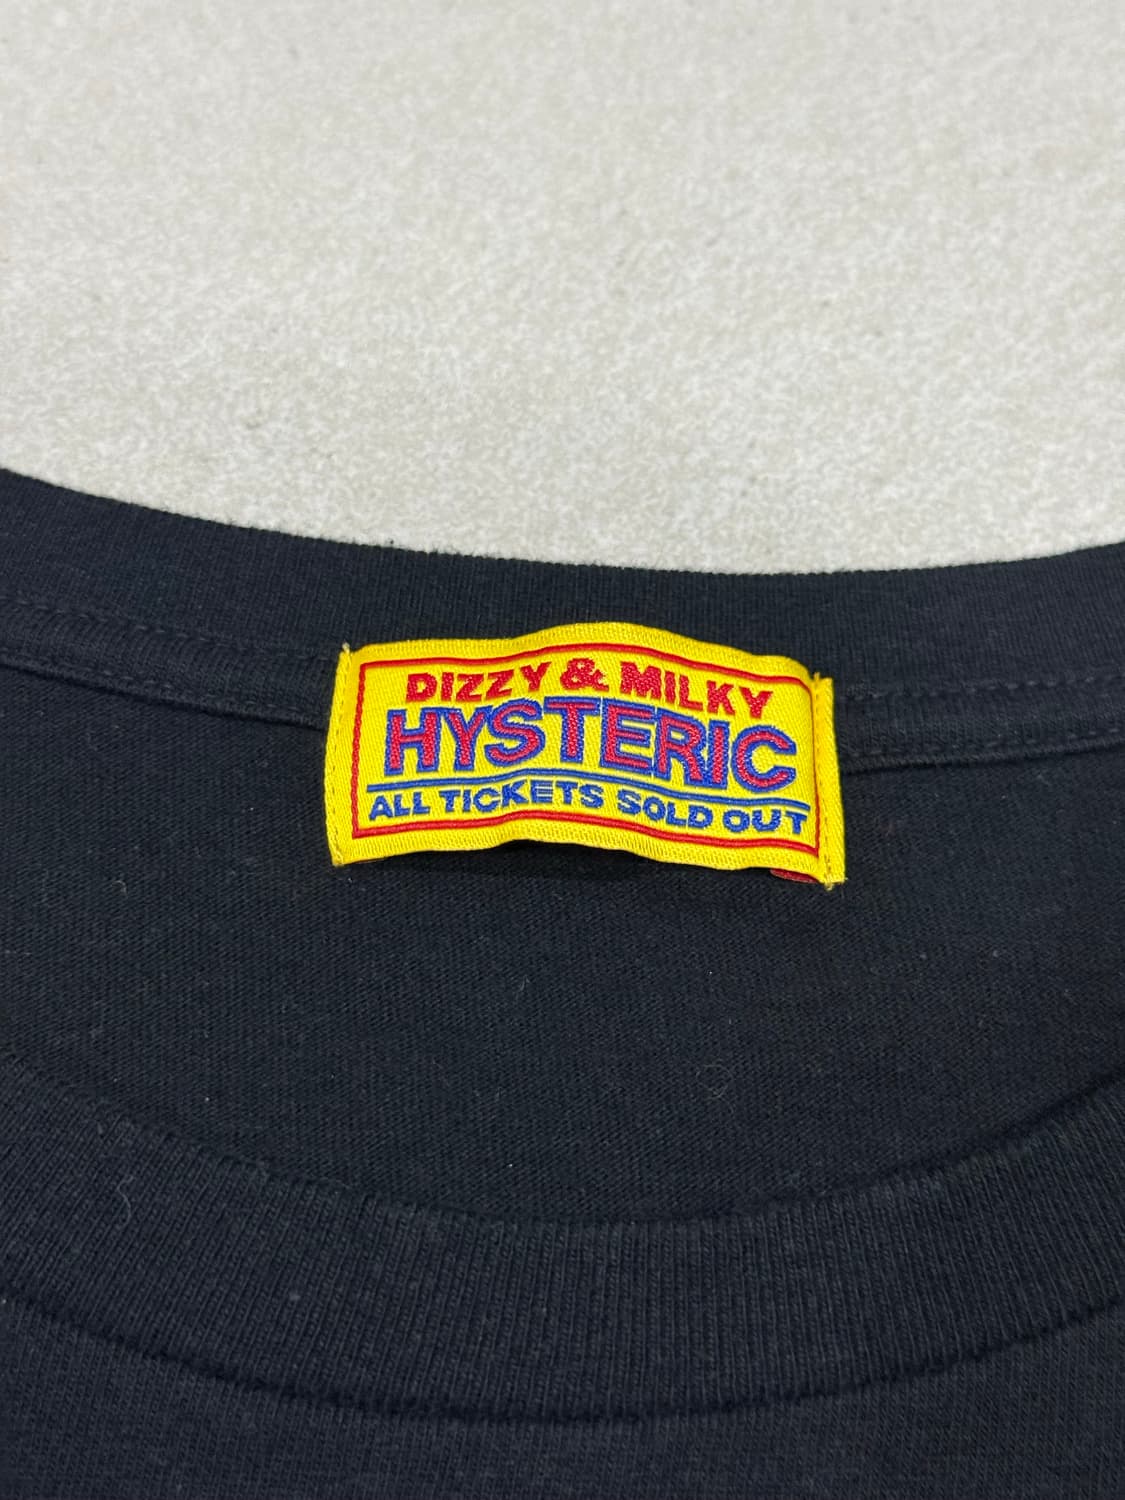 DIZZY & MILKY
HYSTERIC
ALL TICKETS SOLD OUT